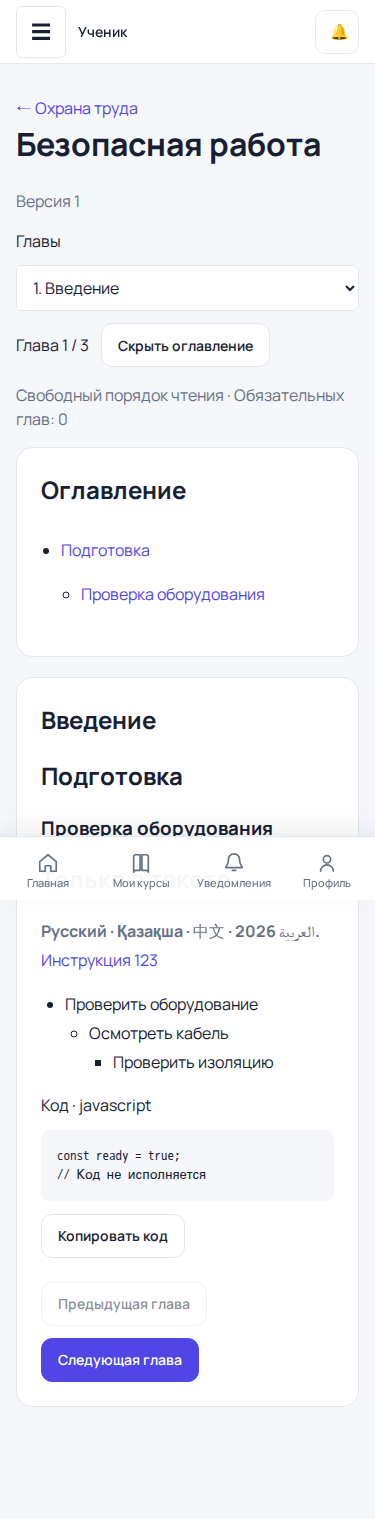 Ученик
← Охрана труда
Безопасная работа
Версия 1
Главы
1. Введение
Глава 1 / 3
Скрыть оглавление
Свободный порядок чтения · Обязательных
глав: 0
Оглавление
Подготовка
Проверка оборудования
Введение
Подготовка
Проверка оборудования
Главная
Мои курсы
Уведомления
Профиль
Русский · Қазақша · 中文 · العربية 2026.
Инструкция 123
Проверить оборудование
Осмотреть кабель
Проверить изоляцию
Код · javascript
const ready = true;
// Код не исполняется
Копировать код
Предыдущая глава
Следующая глава